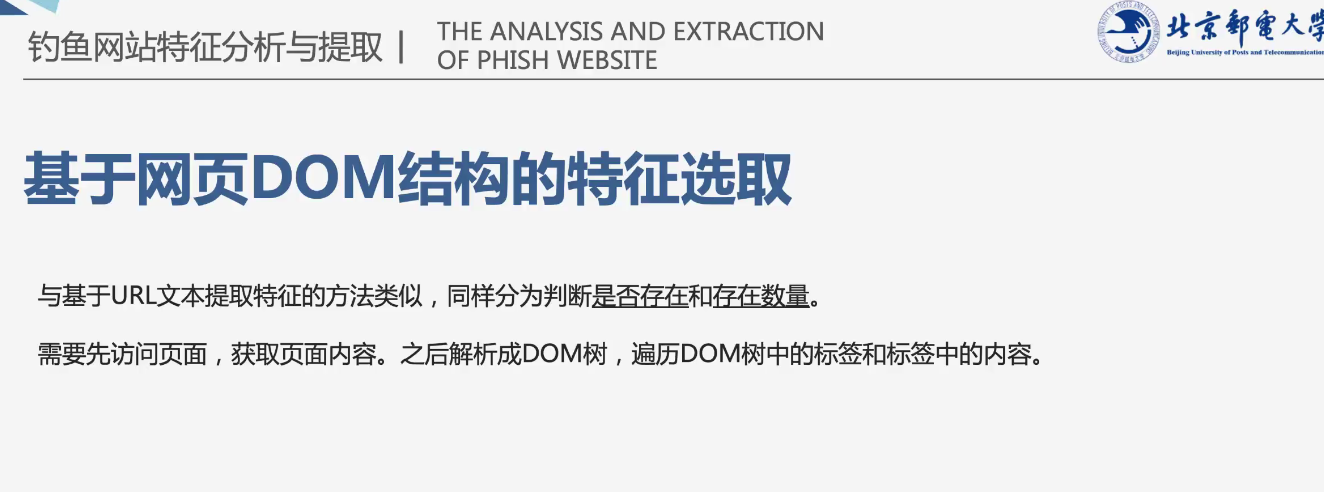 钓鱼网站特征分析与提取
THE ANALYSIS AND EXTRACTION
OF PHISH WEBSITE
北京邮电大学
Beijing University of Posts and Telecommunication
基于网页DOM结构的特征选取
与基于URL文本提取特征的方法类似，同样分为判断是否存在和存在数量。
需要先访问页面，获取页面内容。之后解析成DOM树，遍历DOM树中的标签和标签中的内容。